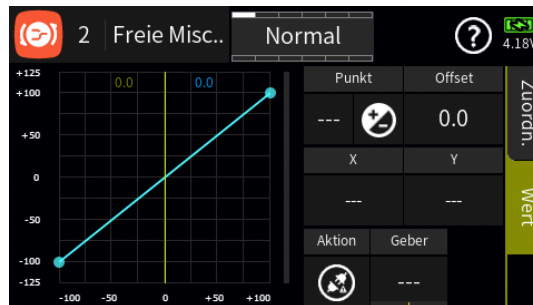 2 Freie Misc.. Normal ?
4.18V
+125
+100
+50
0
-50
-100
-125
-100 -50 0 +50 +100
0.0 0.0
Punkt Offset
--- 0.0
X Y
--- ---
Aktion Geber
---
Zuordn.
Wert